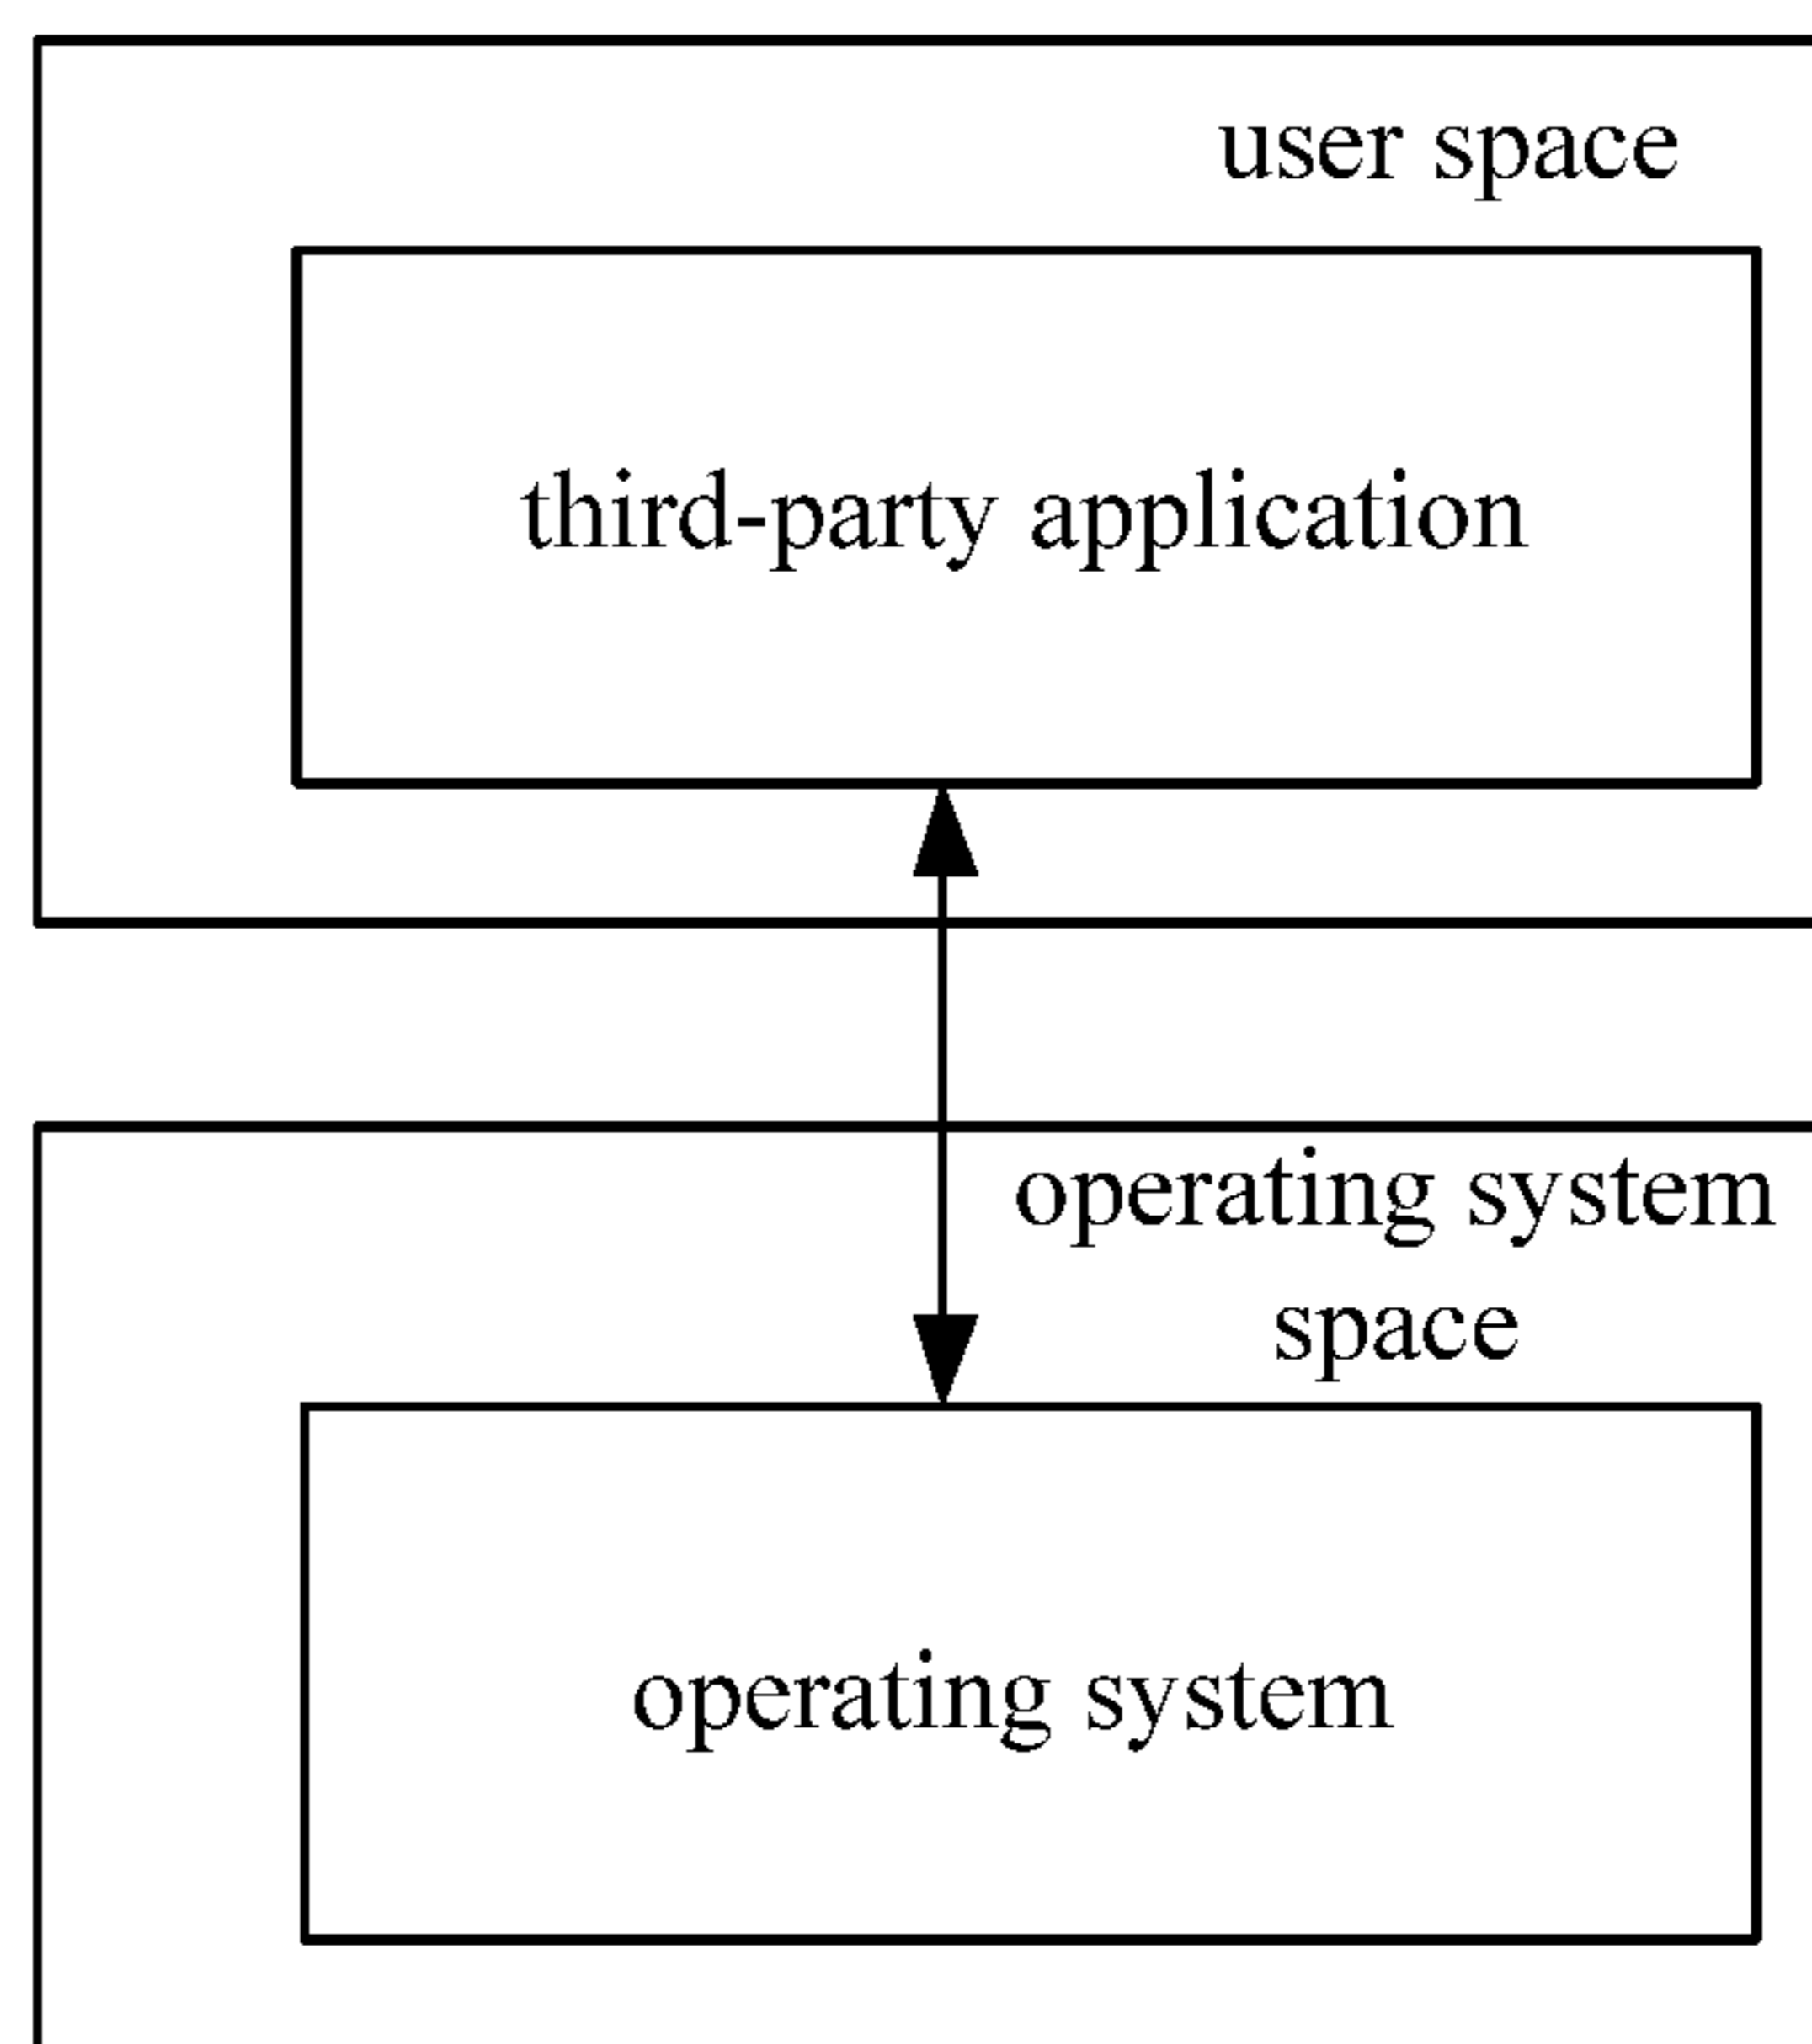 user space
third-party application
operating system
space
operating system